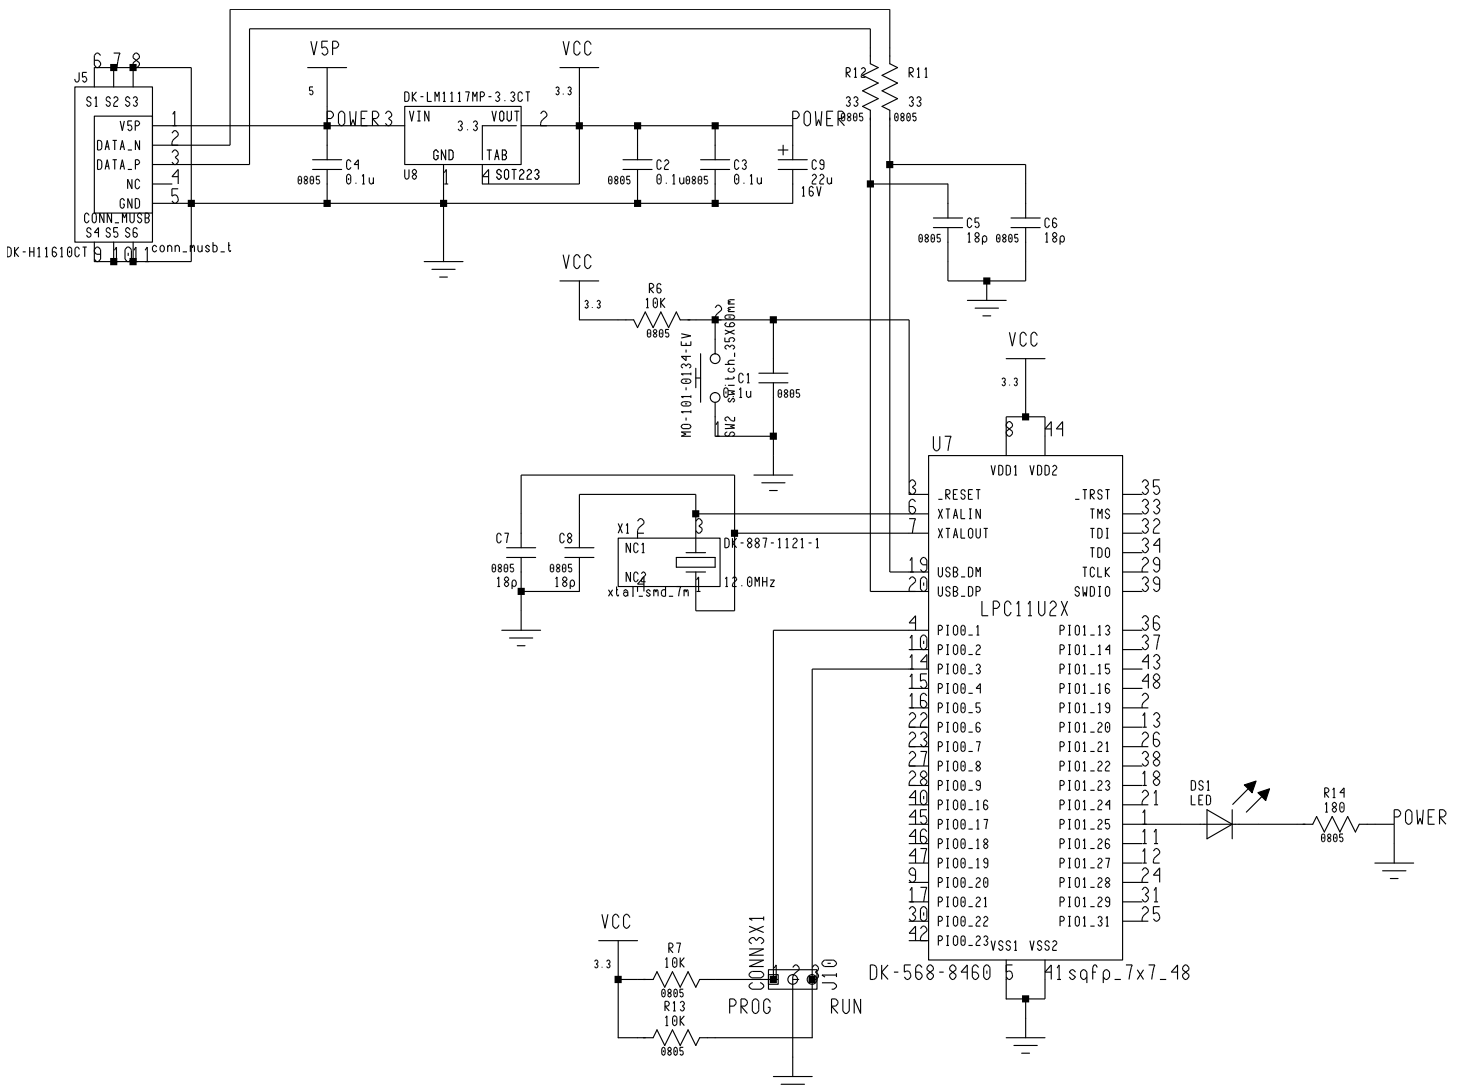 V5P
VCC
6 7 8
J5
R12
R11
S1 S2 S3
5
3.3
DK-LM1117MP-3.3CT
33
33
0805
0805
V5P
1
POWER3
VIN
VOUT
2
POWER
3.3
DATA_N
2
DATA_P
3
GND
TAB
C4
0805
0.1u
C2
0805
0.1u
C3
0805
0.1u
+
C9
22u
16V
NC
4
U8
1
4
SOT223
GND
5
CONN_MUSB
S4 S5 S6
DK-H11610CT
9 10 11
conn_musb_t
C5
0805
18p
C6
0805
18p
VCC
3.3
R6
10K
0805
2
MO-101-0134-EV
switch_35X60mm
SW2
1
C1
0.1u
0805
VCC
3.3
8
44
U7
VDD1 VDD2
3
_RESET
_TRST
35
6
XTALIN
TMS
33
7
XTALOUT
TDI
32
TDO
34
19
USB_DM
TCLK
29
20
USB_DP
SWDIO
39
LPC11U2X
C7
0805
18p
C8
0805
18p
X1
2
3
NC1
DK-887-1121-1
NC2
4
1
12.0MHz
xtal_smd_7m
4
PIO0_1
PIO1_13
36
10
PIO0_2
PIO1_14
37
14
PIO0_3
PIO1_15
43
15
PIO0_4
PIO1_16
48
16
PIO0_5
PIO1_19
2
22
PIO0_6
PIO1_20
13
23
PIO0_7
PIO1_21
26
27
PIO0_8
PIO1_22
38
28
PIO0_9
PIO1_23
18
40
PIO0_16
PIO1_24
21
45
PIO0_17
PIO1_25
1
46
PIO0_18
PIO1_26
11
47
PIO0_19
PIO1_27
12
9
PIO0_20
PIO1_28
24
17
PIO0_21
PIO1_29
31
30
PIO0_22
PIO1_31
25
42
PIO0_23
VSS1 VSS2
DK-568-8460
5
41
sqfp_7x7_48
DS1
LED
R14
180
0805
POWER
VCC
3.3
R7
10K
0805
R13
10K
0805
CONN3X1
1 2 3
J10
PROG
RUN